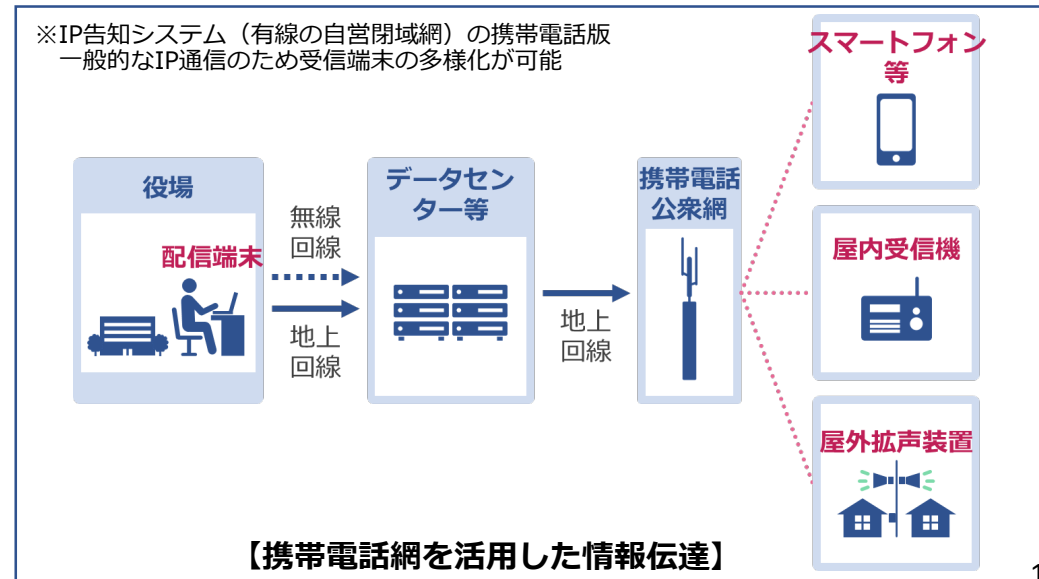 ※IP告知システム（有線の自営閉域網）の携帯電話版
一般的なIP通信のため受信端末の多様化が可能
役場
配信端末
無線
回線
地上
回線
データセン
ター等
地上
回線
携帯電話
公衆網
スマートフォン
等
屋内受信機
屋外拡声装置
【携帯電話網を活用した情報伝達】
1